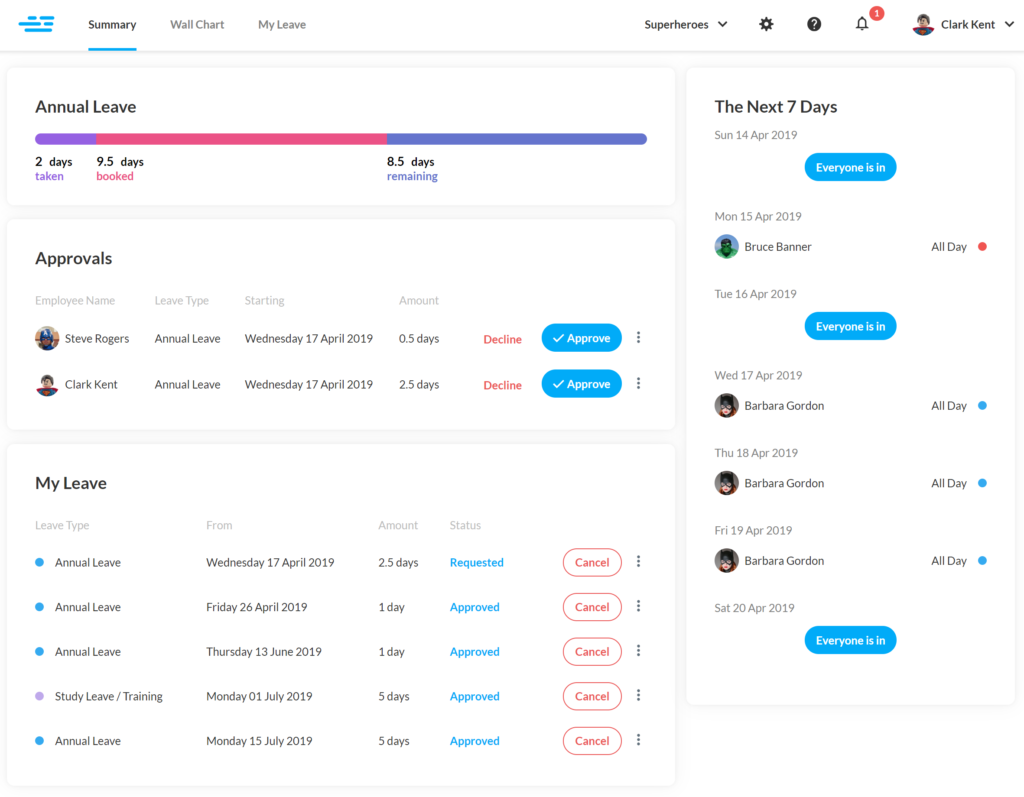 Summary Wall Chart My Leave Superheroes 1 Clark Kent
Annual Leave
2 days 9.5 days 8.5 days
taken booked remaining
Approvals
Employee Name Leave Type Starting Amount
Steve Rogers Annual Leave Wednesday 17 April 2019 0.5 days Decline Approve
Clark Kent Annual Leave Wednesday 17 April 2019 2.5 days Decline Approve
My Leave
Leave Type From Amount Status
Annual Leave Wednesday 17 April 2019 2.5 days Requested Cancel
Annual Leave Friday 26 April 2019 1 day Approved Cancel
Annual Leave Thursday 13 June 2019 1 day Approved Cancel
Study Leave / Training Monday 01 July 2019 5 days Approved Cancel
Annual Leave Monday 15 July 2019 5 days Approved Cancel
The Next 7 Days
Sun 14 Apr 2019
Everyone is in
Mon 15 Apr 2019
Bruce Banner All Day
Tue 16 Apr 2019
Everyone is in
Wed 17 Apr 2019
Barbara Gordon All Day
Thu 18 Apr 2019
Barbara Gordon All Day
Fri 19 Apr 2019
Barbara Gordon All Day
Sat 20 Apr 2019
Everyone is in